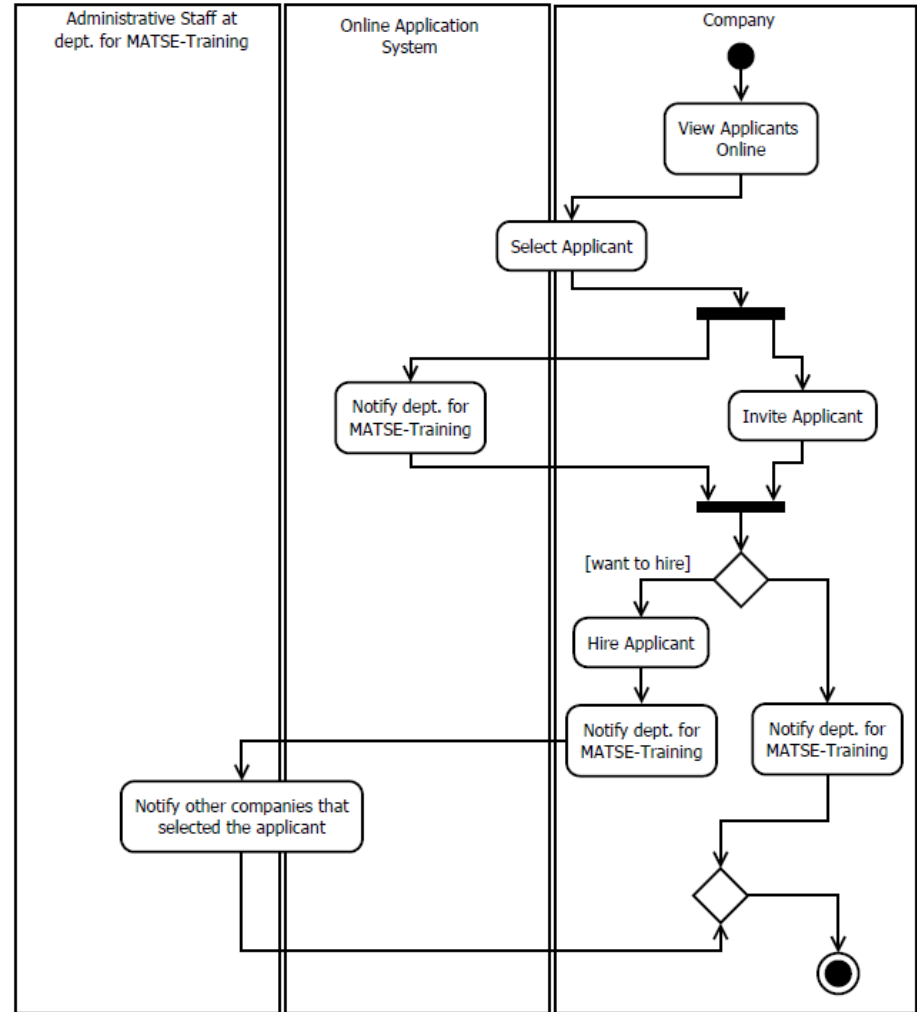 Administrative Staff at
dept. for MATSE-Training
Online Application
System
Company
View Applicants
Online
Select Applicant
Notify dept. for
MATSE-Training
Invite Applicant
[want to hire]
Hire Applicant
Notify dept. for
MATSE-Training
Notify dept. for
MATSE-Training
Notify other companies that
selected the applicant